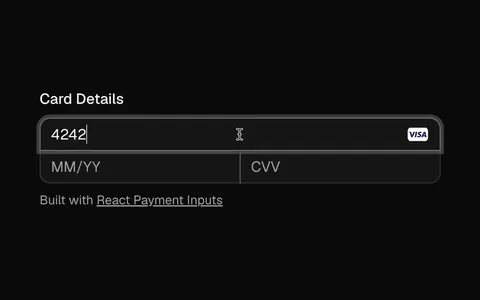 Card Details
4242
VISA
MM/YY
CVV
Built with React Payment Inputs